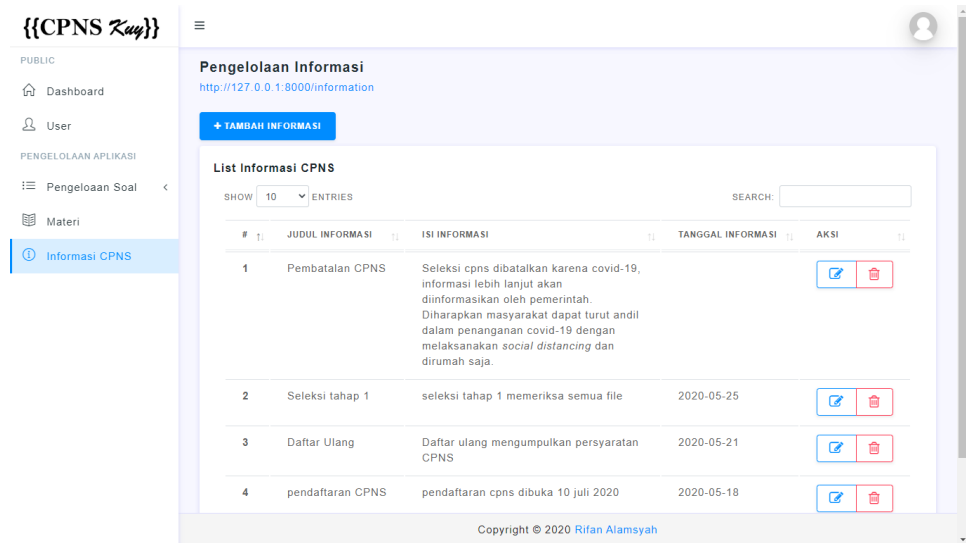 {{CPNS Kuy}}
PUBLIC
Dashboard
User
PENGELOLAAN APLIKASI
Pengeloaan Soal
Materi
Informasi CPNS
Pengelolaan Informasi
http://127.0.0.1:8000/information
+ TAMBAH INFORMASI
List Informasi CPNS
SHOW 10 ENTRIES SEARCH:
# JUDUL INFORMASI ISI INFORMASI TANGGAL INFORMASI AKSI
1 Pembatalan CPNS Seleksi cpns dibatalkan karena covid-19,
informasi lebih lanjut akan
diinformasikan oleh pemerintah.
Diharapkan masyarakat dapat turut andil
dalam penanganan covid-19 dengan
melaksanakan social distancing dan
dirumah saja.
2 Seleksi tahap 1 seleksi tahap 1 memeriksa semua file 2020-05-25
3 Daftar Ulang Daftar ulang mengumpulkan persyaratan 2020-05-21
CPNS
4 pendaftaran CPNS pendaftaran cpns dibuka 10 juli 2020 2020-05-18
Copyright © 2020 Rifan Alamsyah